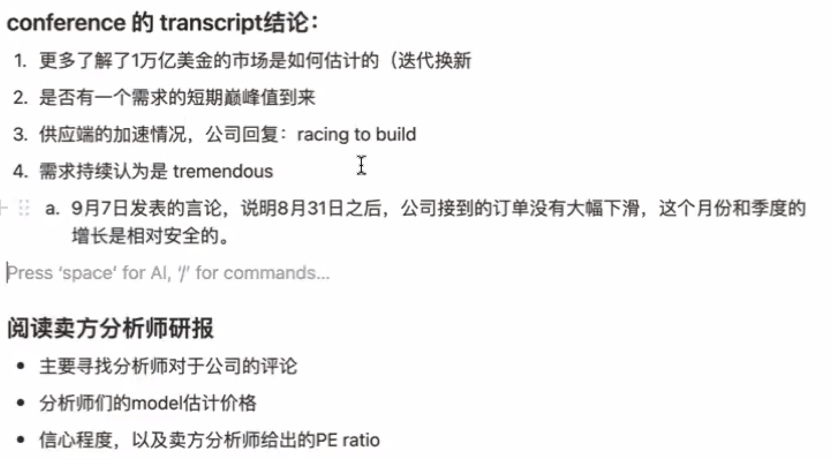 conference 的 transcript结论：
1. 更多了解了1万亿美金的市场是如何估计的（迭代换新
2. 是否有一个需求的短期巅峰值到来
3. 供应端的加速情况，公司回复：racing to build
4. 需求持续认为是 tremendous
a. 9月7日发表的言论，说明8月31日之后，公司接到的订单没有大幅下滑，这个月份和季度的
增长是相对安全的。
Press ‘space’ for AI, ‘/’ for commands...
阅读卖方分析师研报
• 主要寻找分析师对于公司的评论
• 分析师们的model估计价格
• 信心程度，以及卖方分析师给出的PE ratio